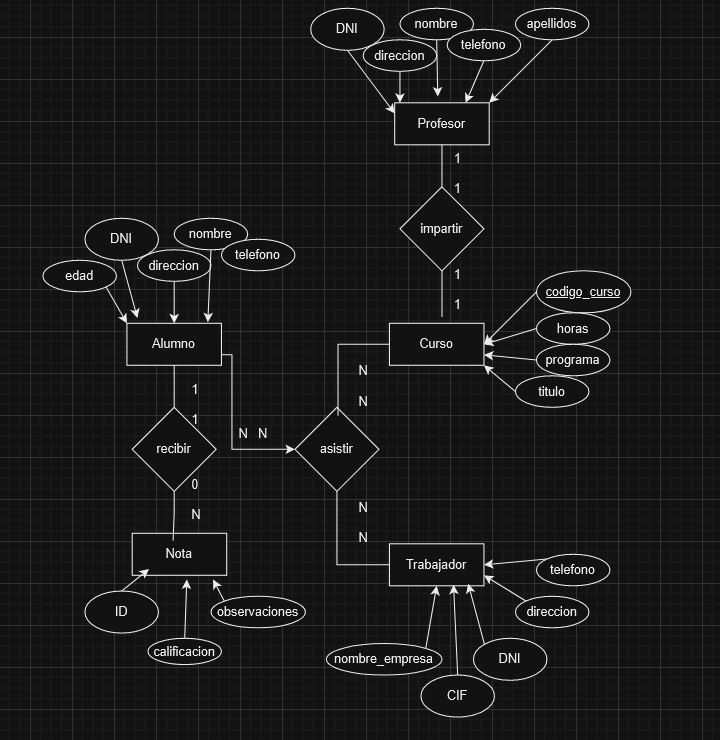 DNI
nombre
apellidos
direccion
telefono
Profesor
1
1
impartir
1
1
DNI
nombre
direccion
telefono
edad
Alumno
codigo_curso
horas
programa
titulo
Curso
1
1
N
N
N N
recibir
asistir
0
N
N
N
Nota
Trabajador
telefono
ID
observaciones
direccion
calificacion
nombre_empresa
DNI
CIF